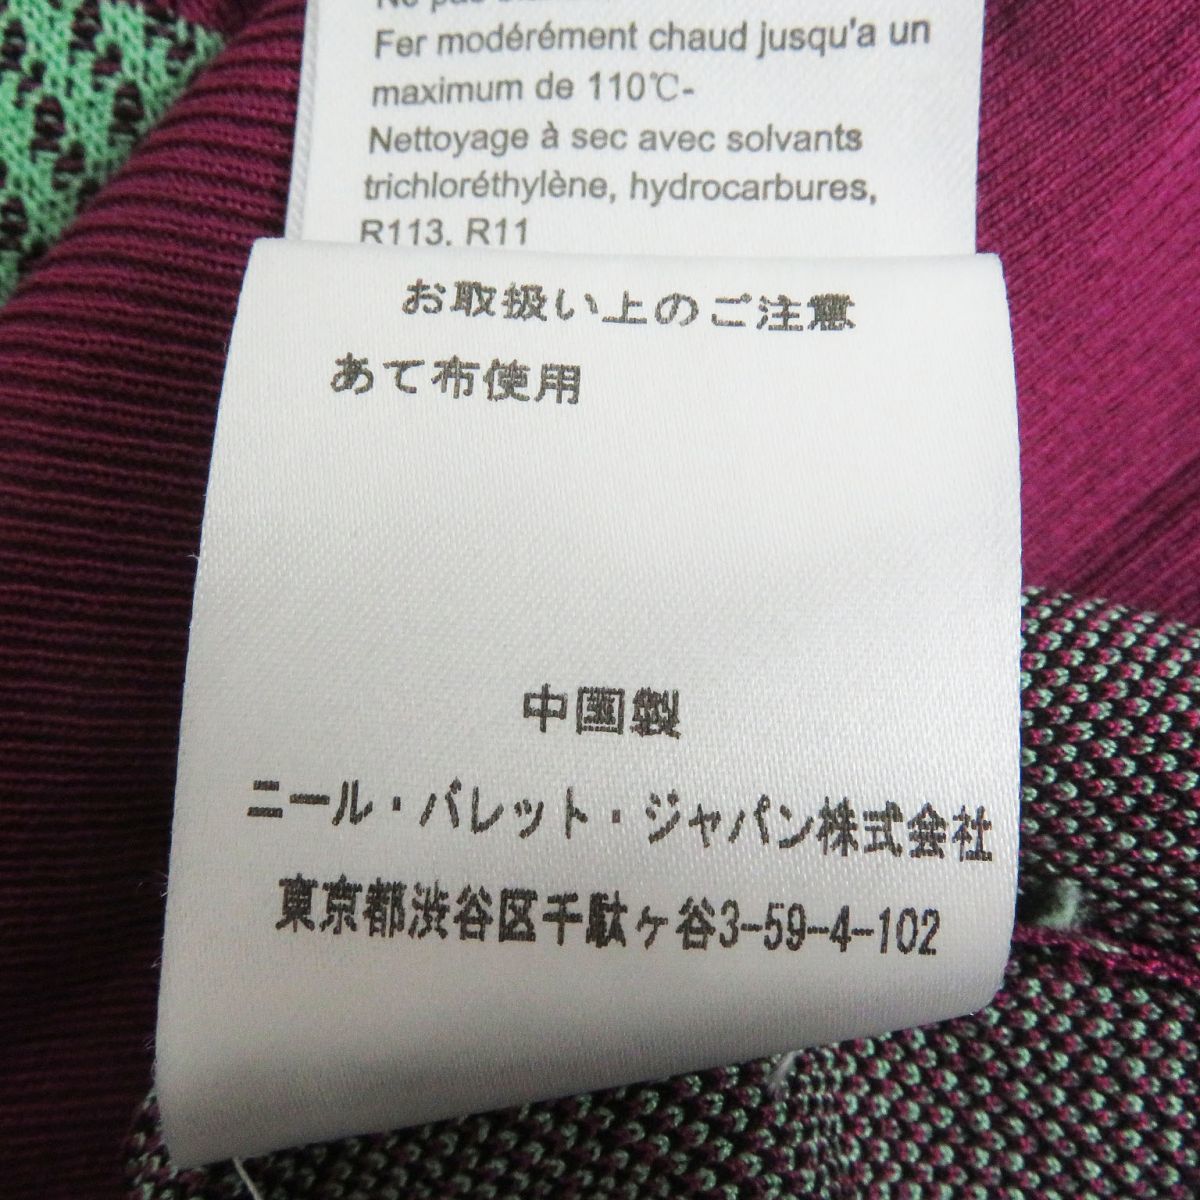 Ne pas
Fer modérément chaud jusqu'a un
maximum de 110℃-
Nettoyage à sec avec solvants
trichloréthylène, hydrocarbures,
R113, R11
お取扱い上のご注意
あて布使用
中国製
ニール・バレット・ジャパン株式会社
東京都渋谷区千駄ヶ谷3-59-4-102